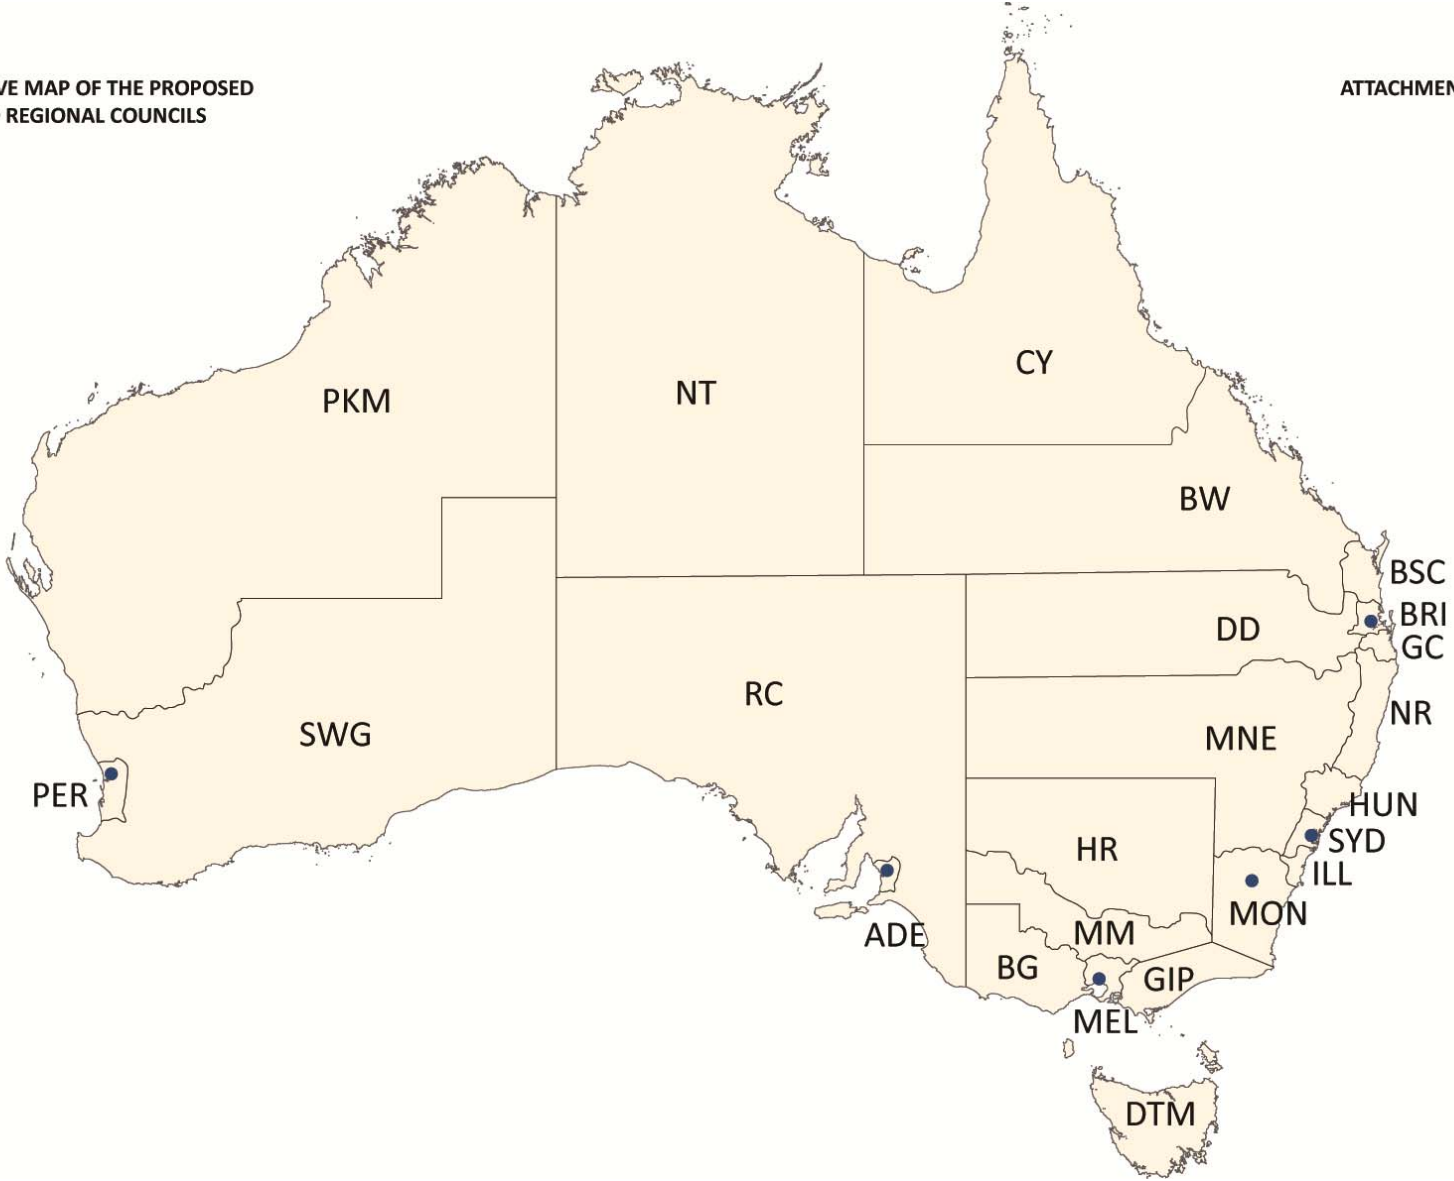 VE MAP OF THE PROPOSED
REGIONAL COUNCILS
ATTACHMEN
CY
NT
PKM
BW
BSC
BRI
DD
GC
RC
NR
SWG
MNE
PER
HUN
SYD
HR
ILL
MON
ADE
MM
BG
GIP
MEL
DTM